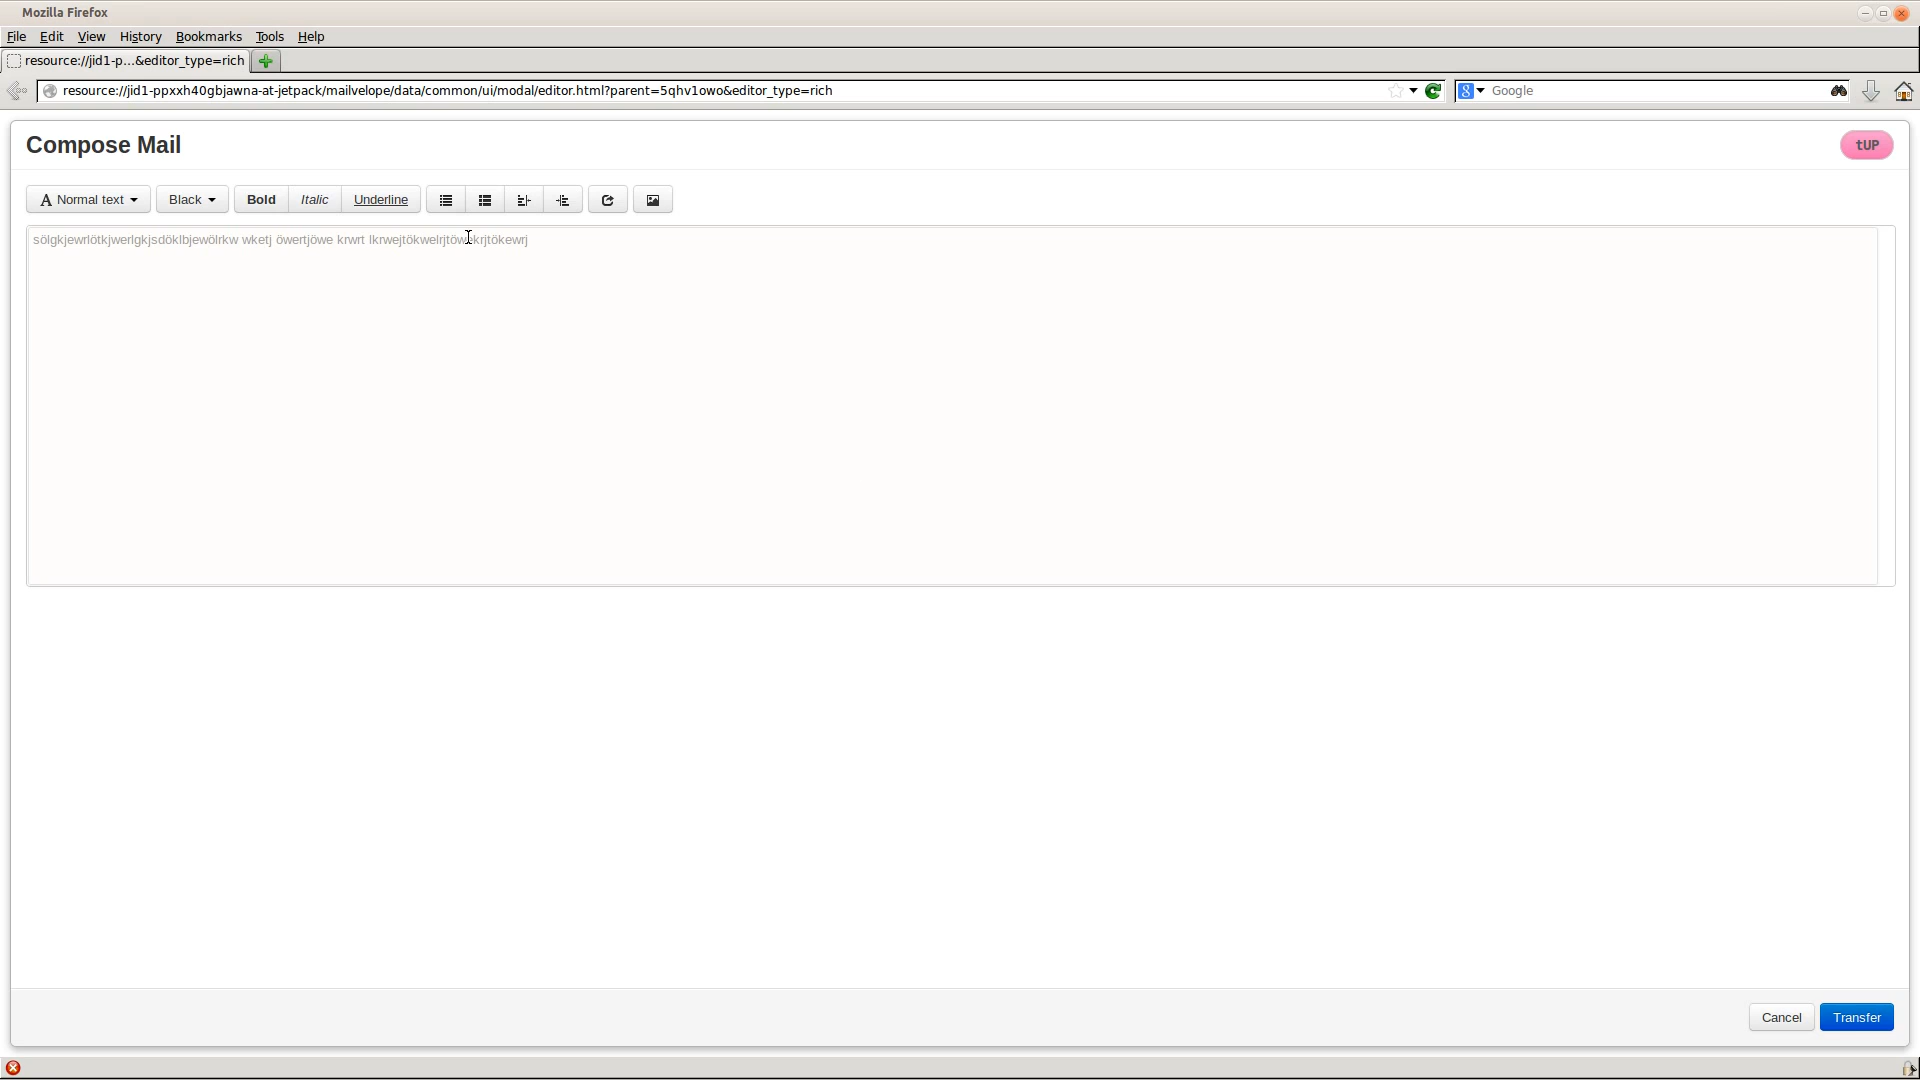 Mozilla Firefox
File Edit View History Bookmarks Tools Help
resource://jid1-p...&editor_type=rich
resource://jid1-ppxxh40gbjawna-at-jetpack/mailvelope/data/common/ui/modal/editor.html?parent=5qhv1owo&editor_type=rich
8 Google
Compose Mail
tUP
A Normal text Black Bold Italic Underline
sölgkjewrlötkjwerlgkjsdöklbjewölrkw wketj öwertjöwe krwrt lkrwejtökwelrjtöwekrjtökewrj
Cancel Transfer